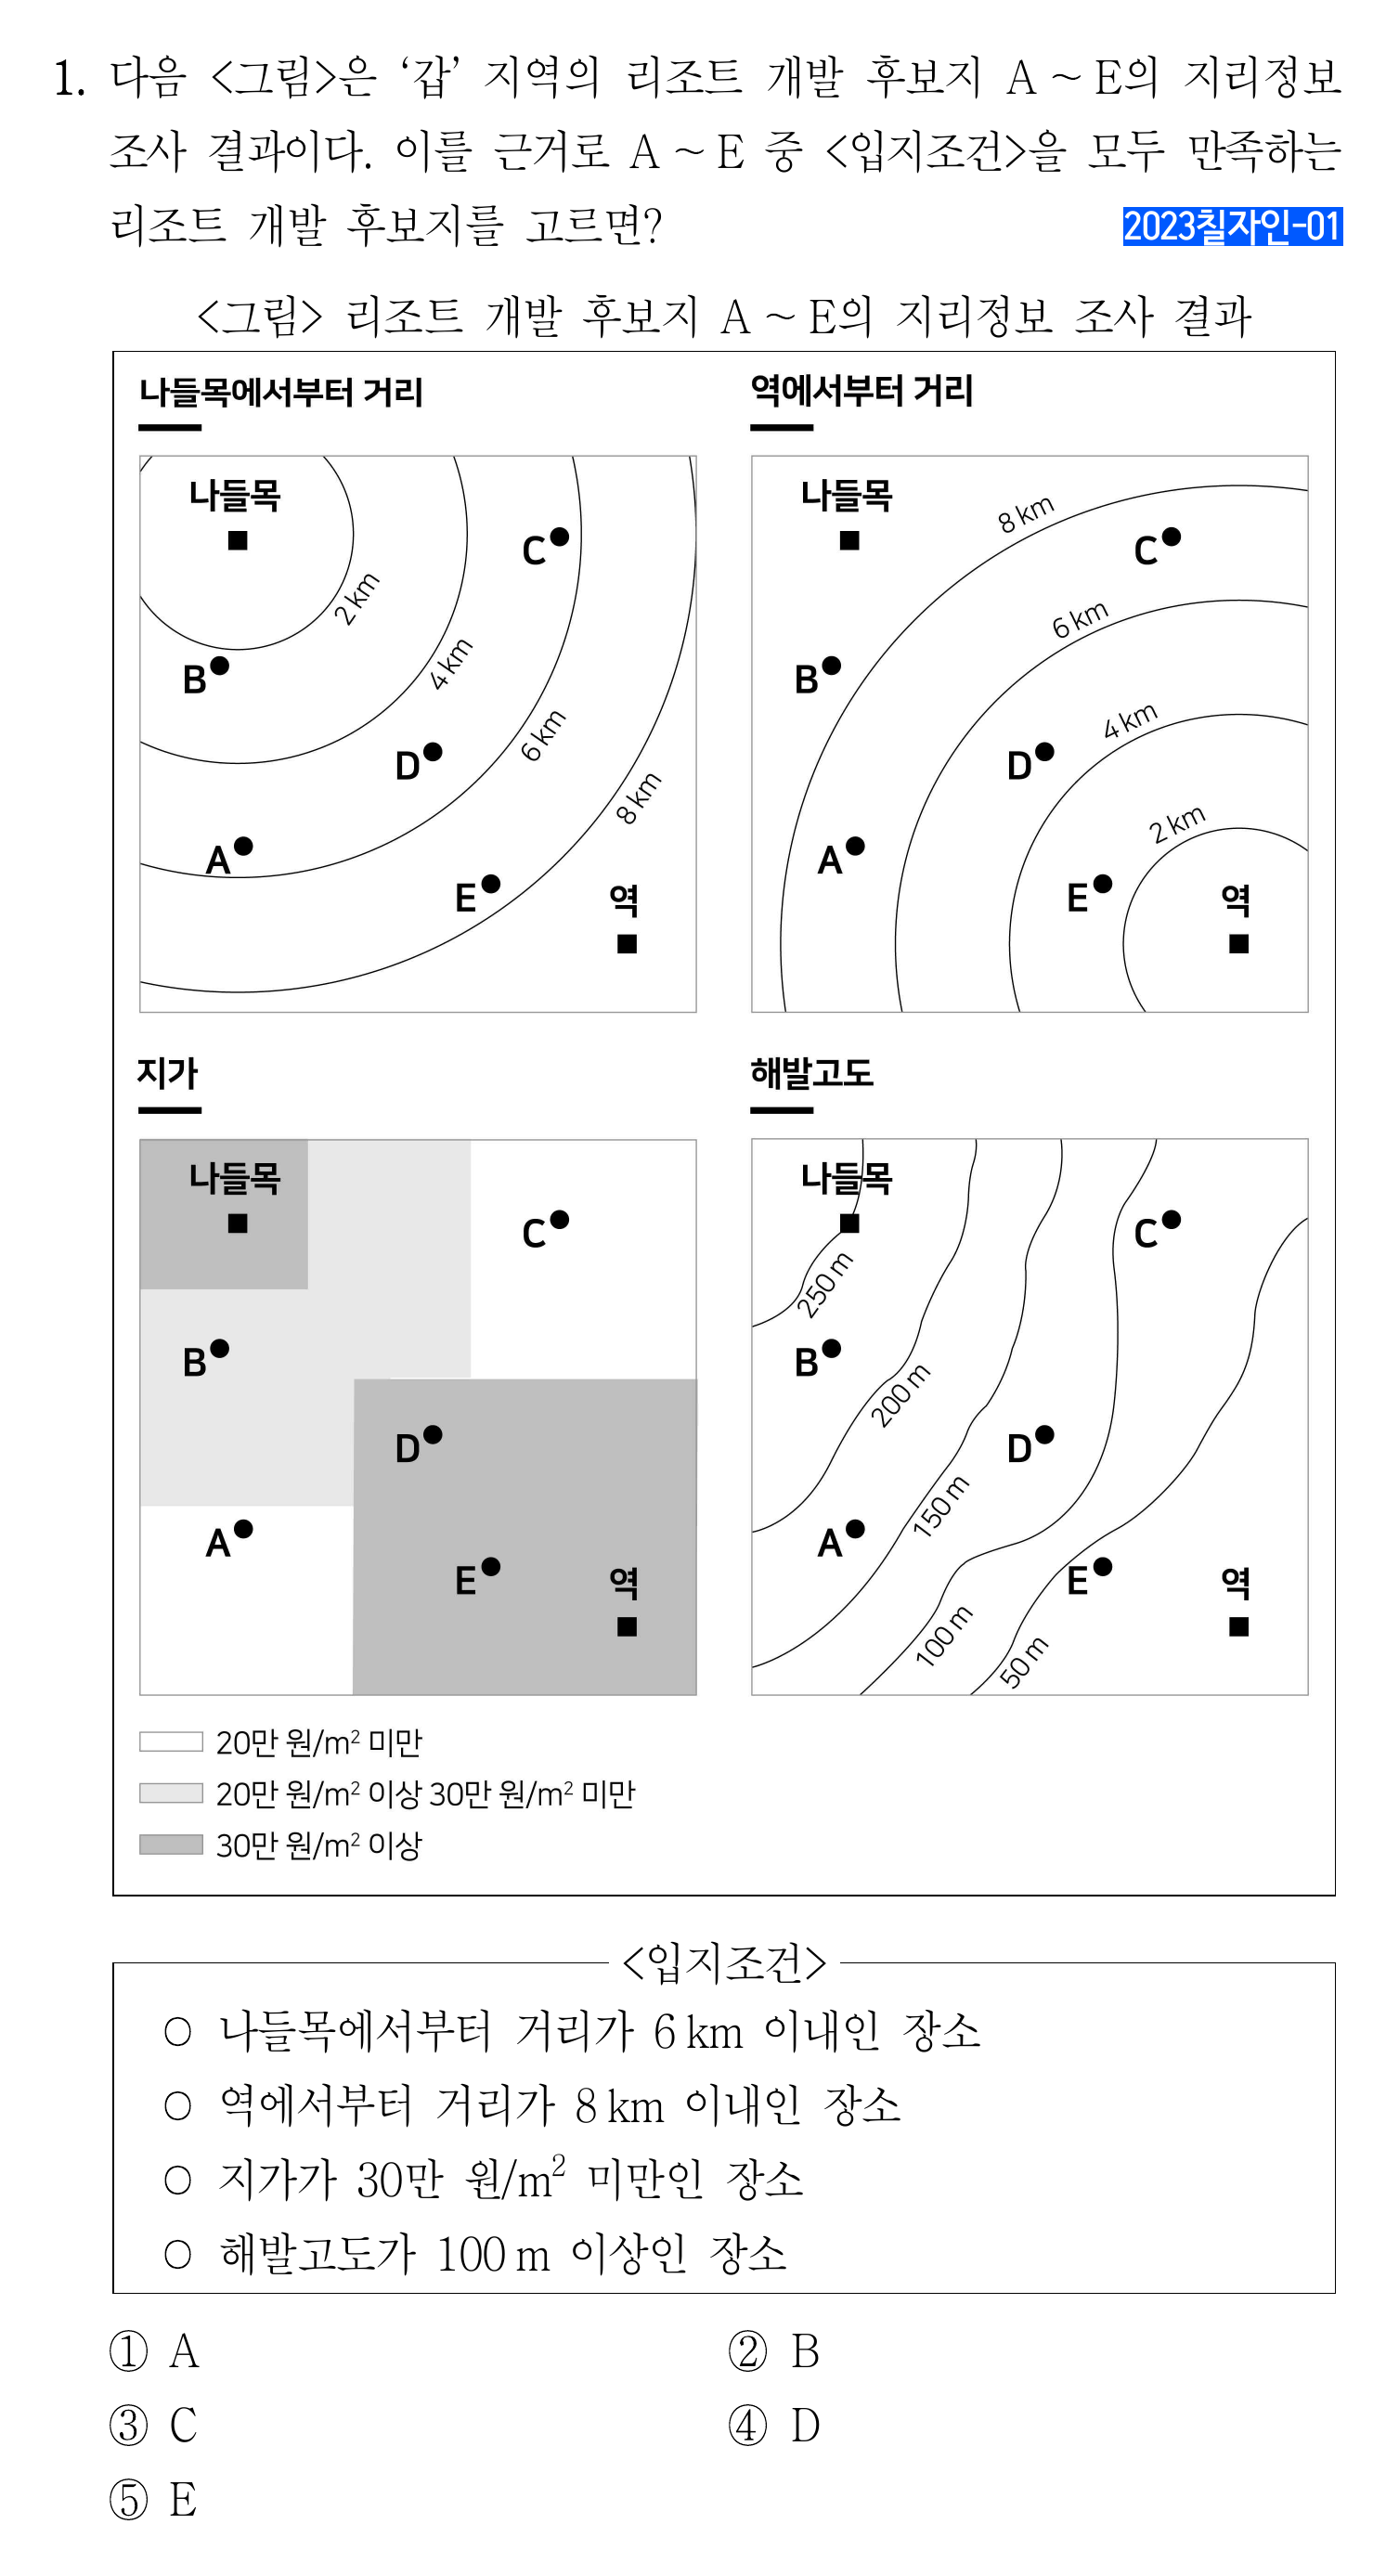 1. 다음 <그림>은 ‘갑’ 지역의 리조트 개발 후보지 A ~ E의 지리정보
조사 결과이다. 이를 근거로 A ~ E 중 <입지조건>을 모두 만족하는
리조트 개발 후보지를 고르면?
2023칠자인-01
<그림> 리조트 개발 후보지 A ~ E의 지리정보 조사 결과
나들목에서부터 거리
나들목
C
2 km
B
4 km
D
6 km
8 km
A
E
역
역에서부터 거리
나들목
8 km
C
6 km
B
4 km
D
2 km
A
E
역
지가
나들목
C
B
D
A
E
역
20만 원/m² 미만
20만 원/m² 이상 30만 원/m² 미만
30만 원/m² 이상
해발고도
나들목
C
250 m
B
200 m
D
150 m
A
E
역
100 m
50 m
<입지조건>
○ 나들목에서부터 거리가 6 km 이내인 장소
○ 역에서부터 거리가 8 km 이내인 장소
○ 지가가 30만 원/m² 미만인 장소
○ 해발고도가 100 m 이상인 장소
① A
② B
③ C
④ D
⑤ E